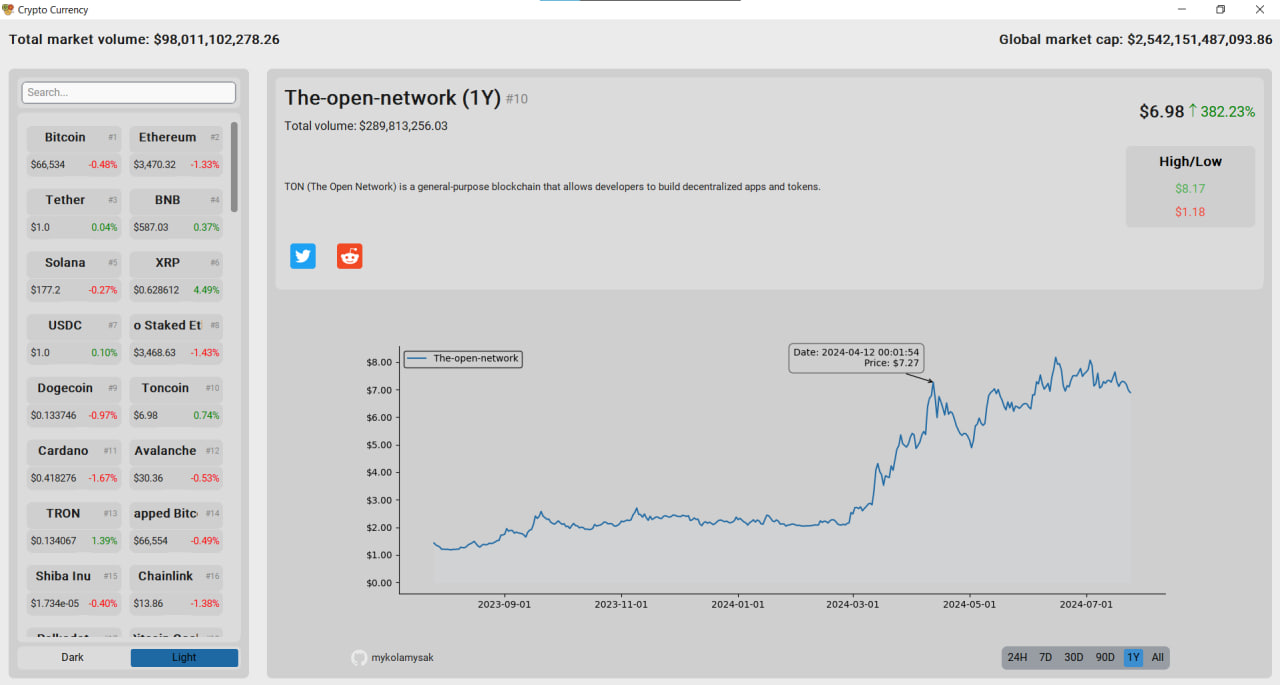 Crypto Currency
Total market volume: $98,011,102,278.26
Global market cap: $2,542,151,487,093.86
Search...
Bitcoin #1
$66,534 -0.48%
Ethereum #2
$3,470.32 -1.33%
Tether #3
$1.0 0.04%
BNB #4
$587.03 0.37%
Solana #5
$177.2 -0.27%
XRP #6
$0.628612 4.49%
USDC #7
$1.0 0.10%
o Staked Et #8
$3,468.63 -1.43%
Dogecoin #9
$0.133746 -0.97%
Toncoin #10
$6.98 0.74%
Cardano #11
$0.418276 -1.67%
Avalanche #12
$30.36 -0.53%
TRON #13
$0.134067 1.39%
apped Bitc #14
$66,554 -0.49%
Shiba Inu #15
$1.734e-05 -0.40%
Chainlink #16
$13.86 -1.38%
Dark
Light
The-open-network (1Y) #10
Total volume: $289,813,256.03
$6.98 ↑ 382.23%
High/Low
$8.17
$1.18
TON (The Open Network) is a general-purpose blockchain that allows developers to build decentralized apps and tokens.
The-open-network
Date: 2024-04-12 00:01:54
Price: $7.27
$8.00
$7.00
$6.00
$5.00
$4.00
$3.00
$2.00
$1.00
$0.00
2023-09-01 2023-11-01 2024-01-01 2024-03-01 2024-05-01 2024-07-01
mykolamysak
24H 7D 30D 90D 1Y All